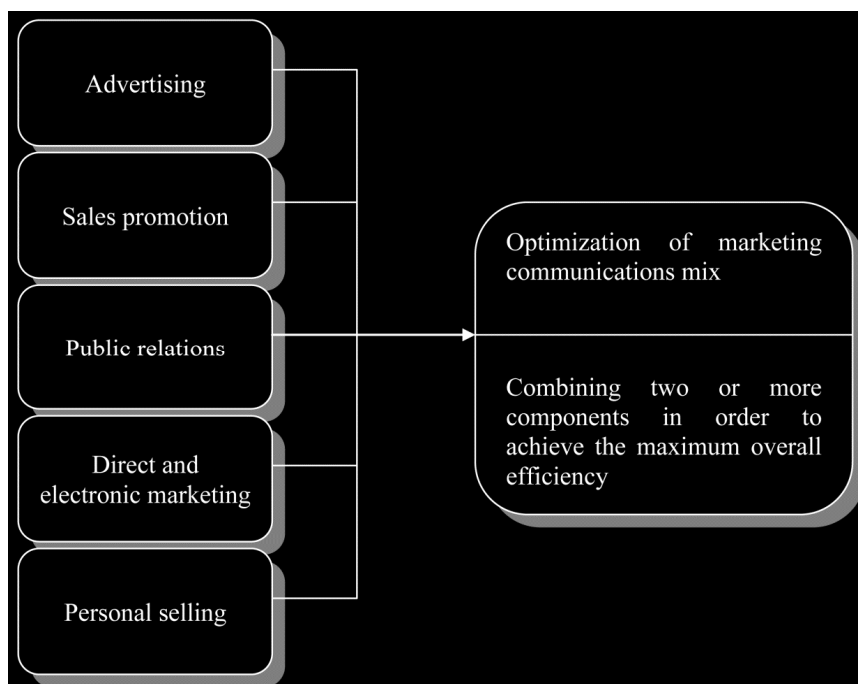 Advertising
Sales promotion
Public relations
Direct and
electronic marketing
Personal selling
Optimization of marketing
communications mix
Combining two or more
components in order to
achieve the maximum overall
efficiency